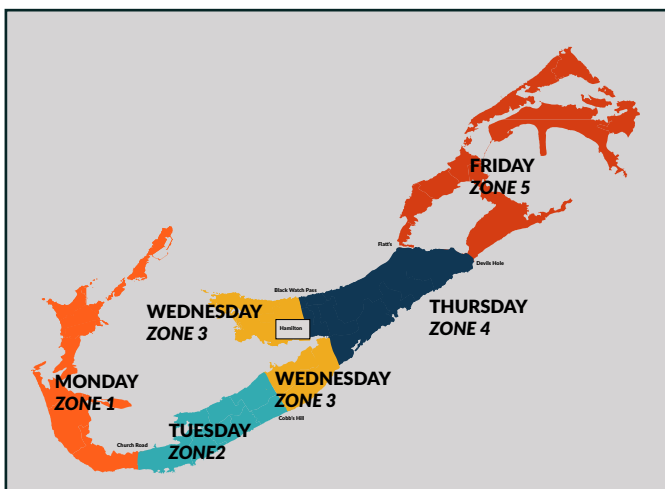 FRIDAY
ZONE 5
Flatt's
Devils Hole
Black Watch Pass
WEDNESDAY
ZONE 3
Hamilton
THURSDAY
ZONE 4
MONDAY
ZONE 1
WEDNESDAY
ZONE 3
Cobb's Hill
TUESDAY
ZONE2
Church Road